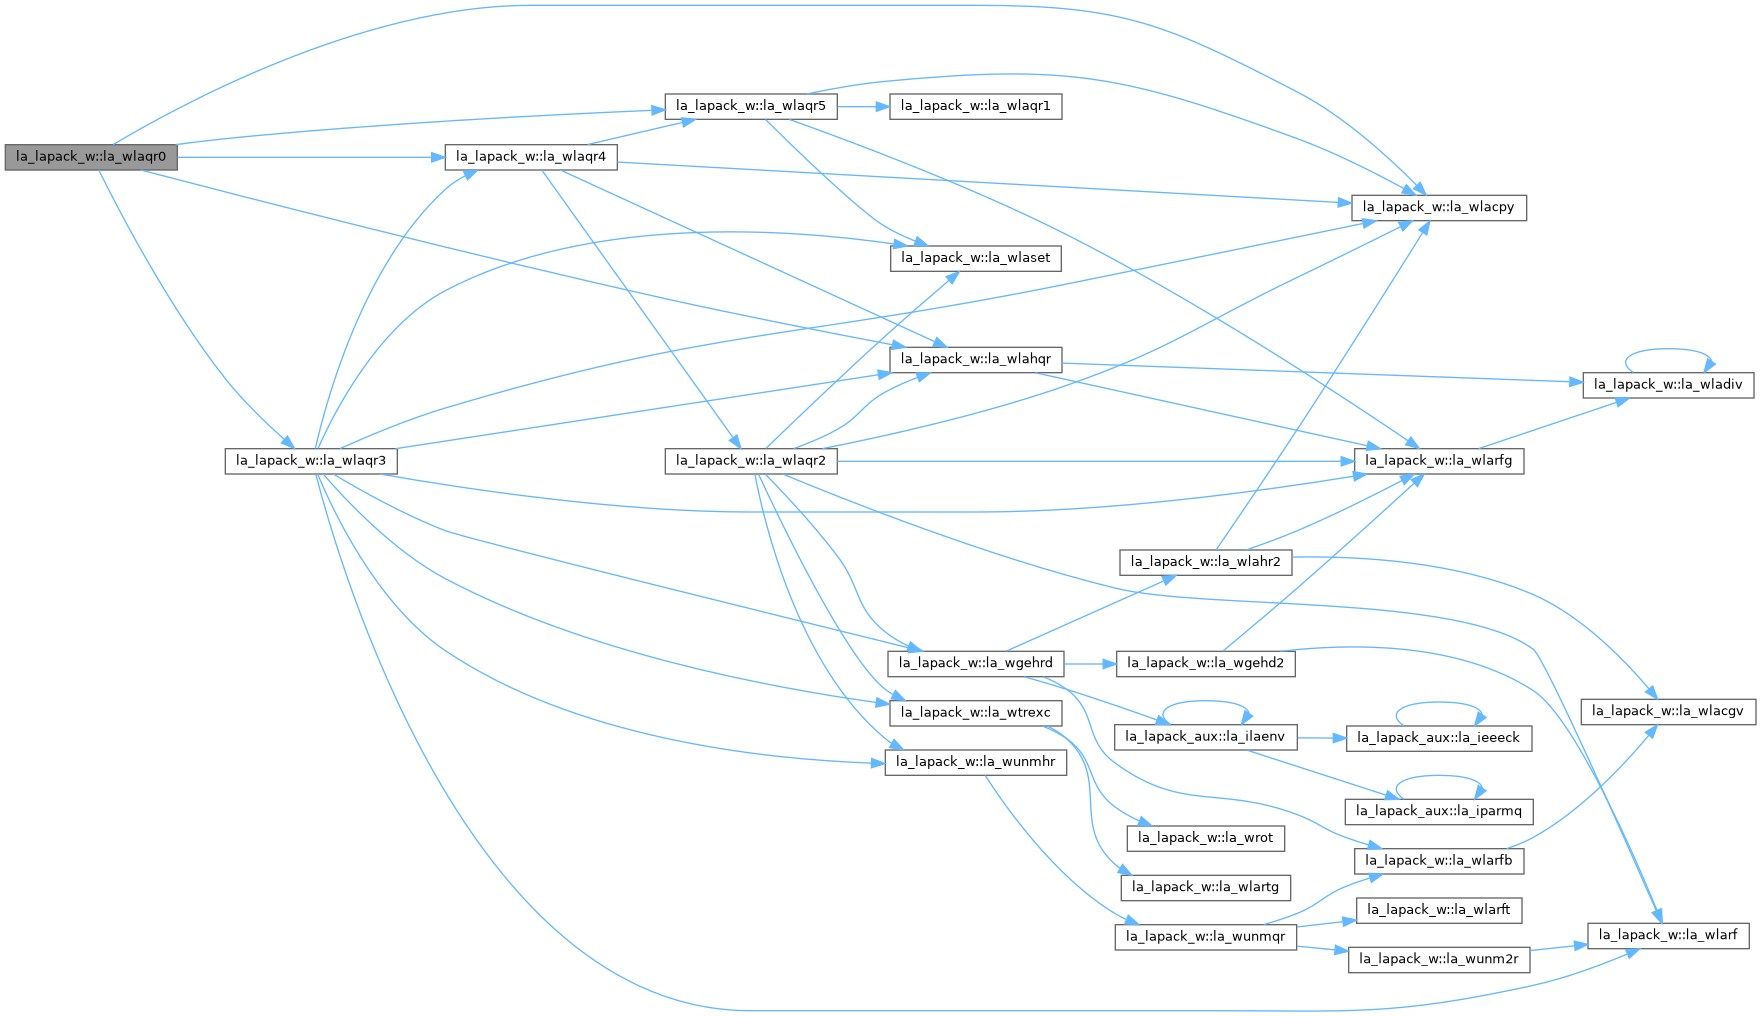 la_lapack_w::la_wlaqr0
la_lapack_w::la_wlaqr5
la_lapack_w::la_wlaqr1
la_lapack_w::la_wlaqr4
la_lapack_w::la_wlacpy
la_lapack_w::la_wlaset
la_lapack_w::la_wlahqr
la_lapack_w::la_wladiv
la_lapack_w::la_wlaqr3
la_lapack_w::la_wlaqr2
la_lapack_w::la_wlarfg
la_lapack_w::la_wlahr2
la_lapack_w::la_wgehrd
la_lapack_w::la_wgehd2
la_lapack_w::la_wtrexc
la_lapack_w::la_wlacgv
la_lapack_aux::la_ilaenv
la_lapack_aux::la_ieeeck
la_lapack_w::la_wunmhr
la_lapack_aux::la_iparmq
la_lapack_w::la_wrot
la_lapack_w::la_wlarfb
la_lapack_w::la_wlartg
la_lapack_w::la_wlarft
la_lapack_w::la_wunmqr
la_lapack_w::la_wlarf
la_lapack_w::la_wunm2r